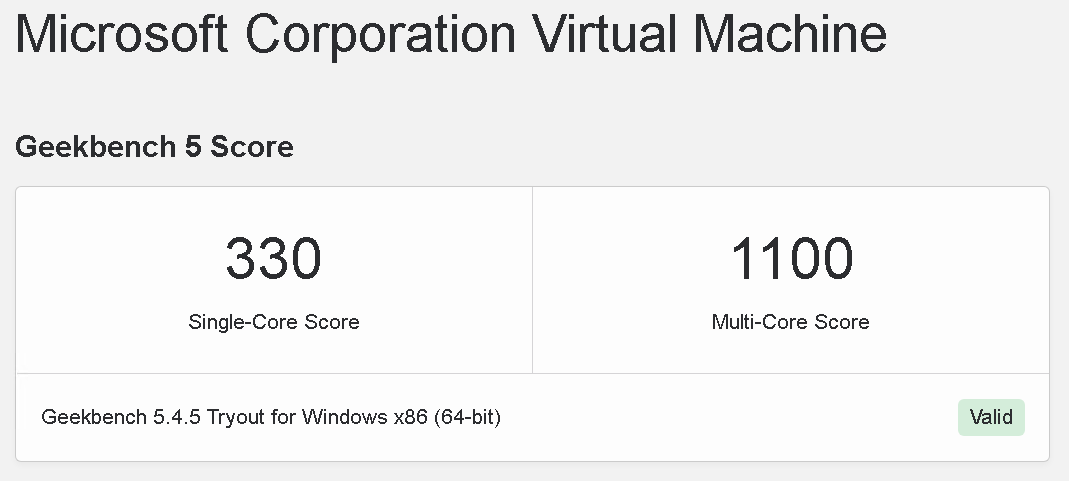 Microsoft Corporation Virtual Machine
Geekbench 5 Score
330
Single-Core Score
1100
Multi-Core Score
Geekbench 5.4.5 Tryout for Windows x86 (64-bit)
Valid